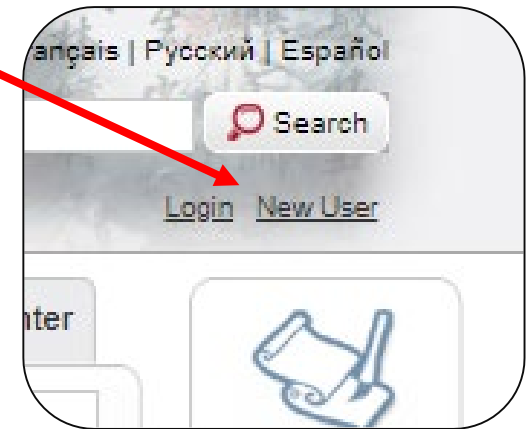 ançais | Русский | Español
Search
Login New User
nter